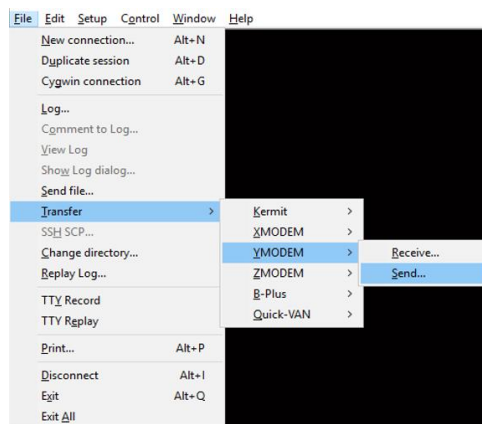 File Edit Setup Control Window Help
New connection... Alt+N
Duplicate session Alt+D
Cygwin connection Alt+G
Log...
Comment to Log...
View Log
Show Log dialog...
Send file...
Transfer >
SSH SCP...
Change directory...
Replay Log...
TTY Record
TTY Replay
Print... Alt+P
Disconnect Alt+I
Exit Alt+Q
Exit All
Kermit >
XMODEM >
YMODEM >
ZMODEM >
B-Plus >
Quick-VAN >
Receive...
Send...